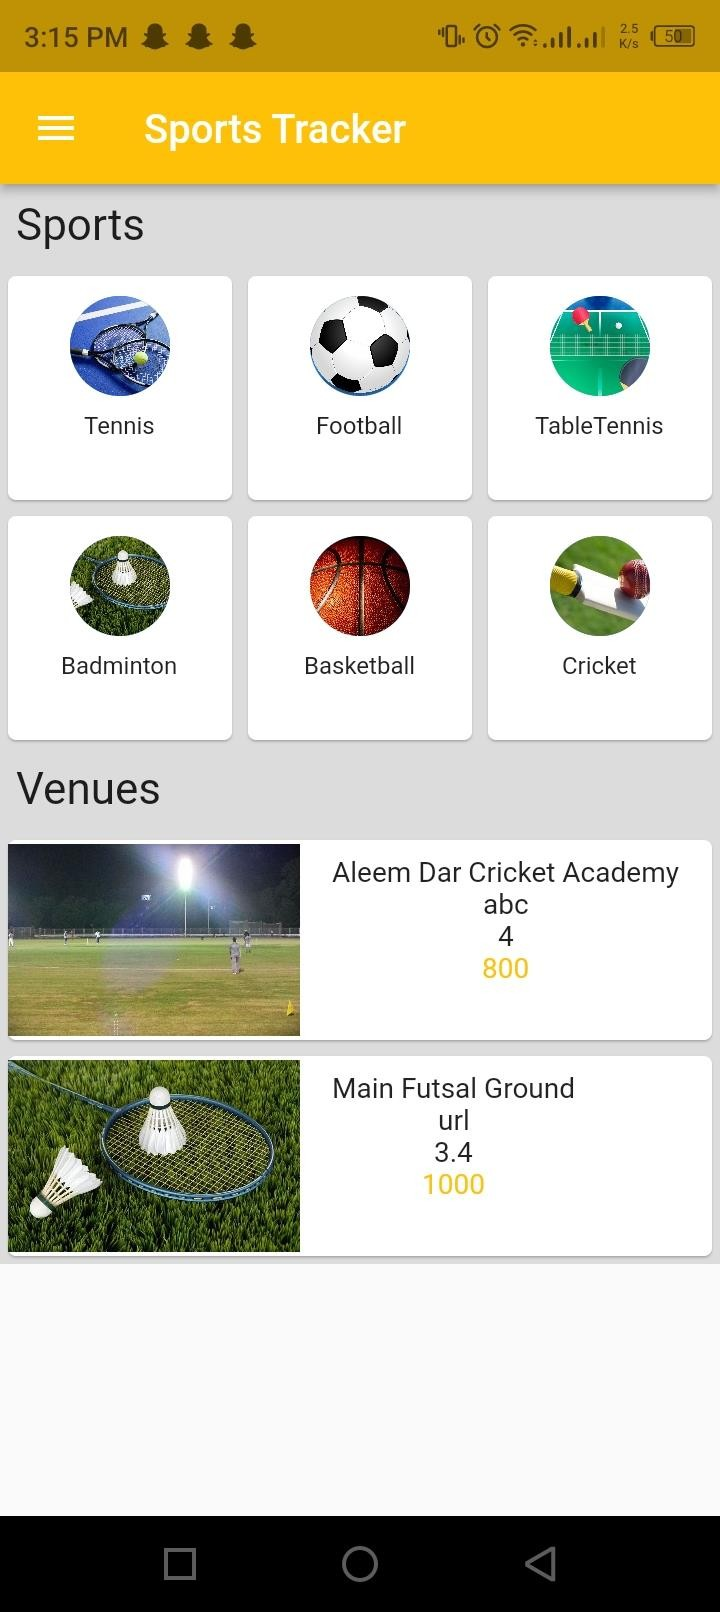 3:15 PM
2.5
K/s
50
Sports Tracker
Sports
Tennis
Football
TableTennis
Badminton
Basketball
Cricket
Venues
Aleem Dar Cricket Academy
abc
4
800
Main Futsal Ground
url
3.4
1000